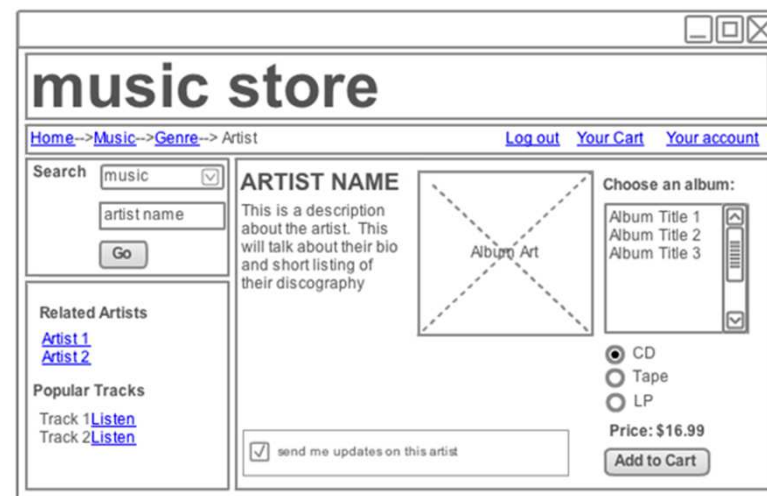 music store
Home-->Music-->Genre--> Artist
Log out Your Cart Your account
Search
music
artist name
Go
Related Artists
Artist 1
Artist 2
Popular Tracks
Track 1Listen
Track 2Listen
ARTIST NAME
This is a description
about the artist. This
will talk about their bio
and short listing of
their discography
Album Art
send me updates on this artist
Choose an album:
Album Title 1
Album Title 2
Album Title 3
CD
Tape
LP
Price: $16.99
Add to Cart